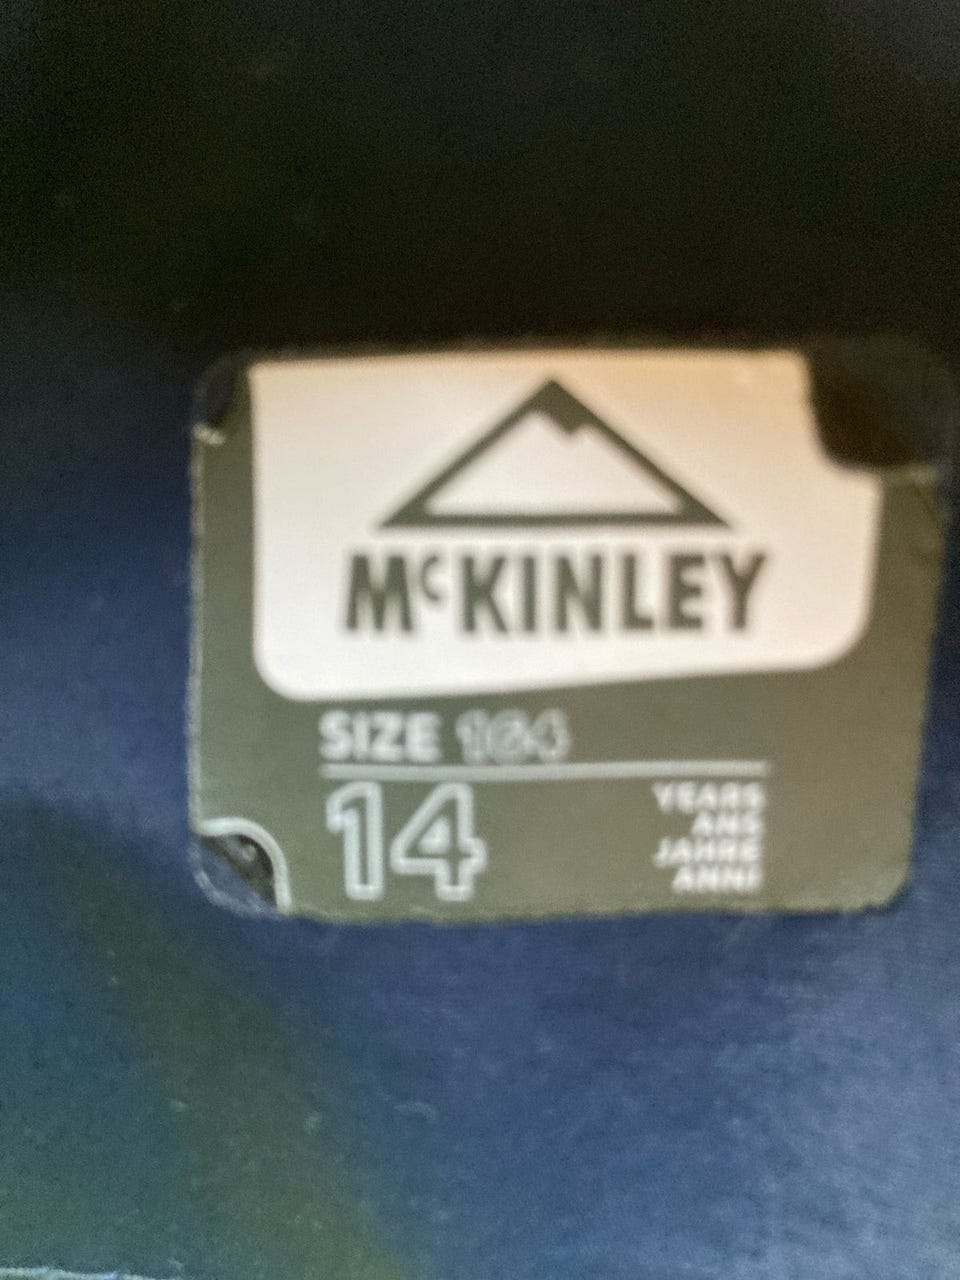 McKINLEY
SIZE 164
14
YEARS
ANS
JAHRE
ANNI